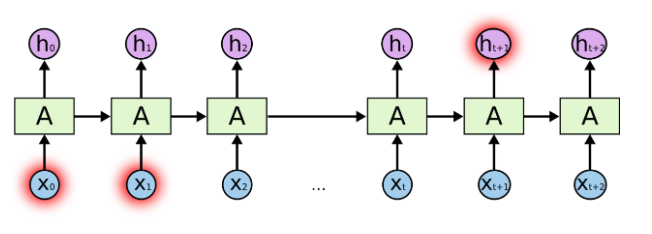 h₀ h₁ h₂ hₜ hₜ₊₁ hₜ₊₂
A A A A A A
x₀ x₁ x₂ ... xₜ xₜ₊₁ xₜ₊₂